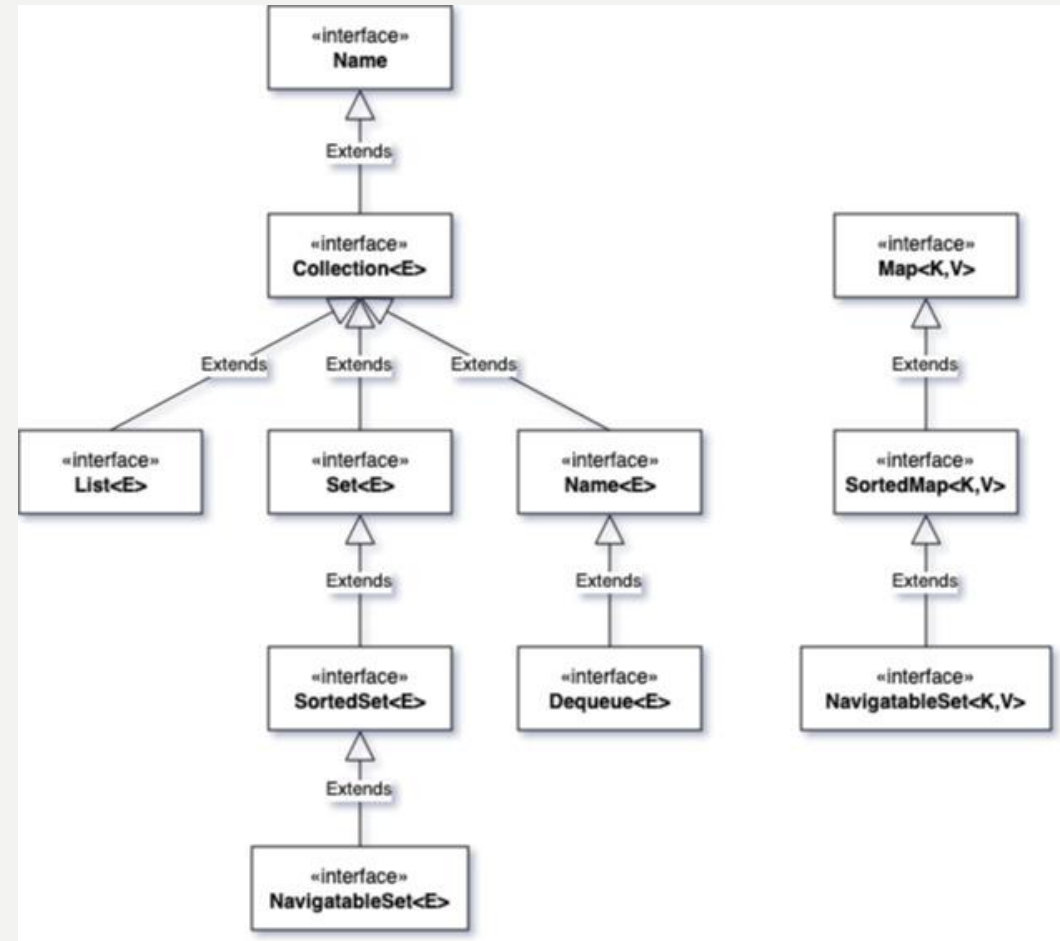 «interface»
Name
Extends
«interface»
Collection<E>
«interface»
Map<K,V>
Extends
Extends
Extends
Extends
«interface»
List<E>
«interface»
Set<E>
«interface»
Name<E>
«interface»
SortedMap<K,V>
Extends
Extends
Extends
«interface»
SortedSet<E>
«interface»
Dequeue<E>
«interface»
NavigatableSet<K,V>
Extends
«interface»
NavigatableSet<E>